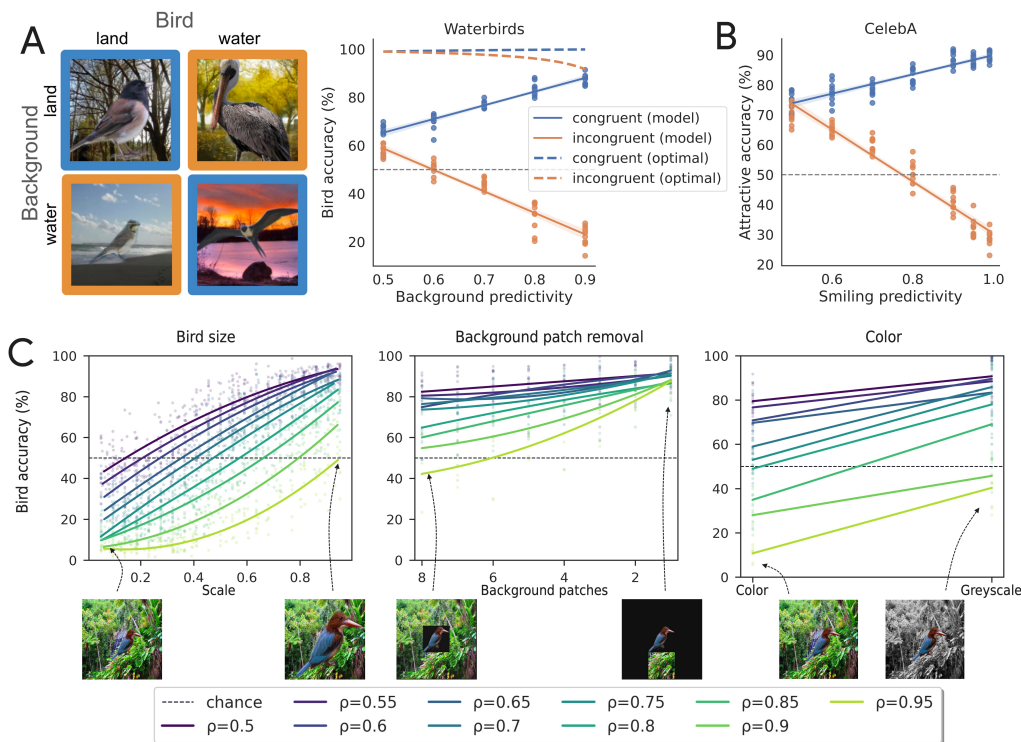 A
Bird
land
water
Background
land
water
Waterbirds
Bird accuracy (%)
100
80
60
40
20
0.5
0.6
0.7
0.8
0.9
Background predictivity
congruent (model)
incongruent (model)
congruent (optimal)
incongruent (optimal)
B
CelebA
Attractive accuracy (%)
90
80
70
60
50
40
30
20
0.6
0.8
1.0
Smiling predictivity
C
Bird size
Bird accuracy (%)
100
80
60
40
20
0
0.2
0.4
0.6
0.8
Scale
Background patch removal
100
80
60
40
20
0
8
6
4
2
Background patches
Color
100
80
60
40
20
0
Color
Greyscale
chance
ρ=0.5
ρ=0.55
ρ=0.6
ρ=0.65
ρ=0.7
ρ=0.75
ρ=0.8
ρ=0.85
ρ=0.9
ρ=0.95